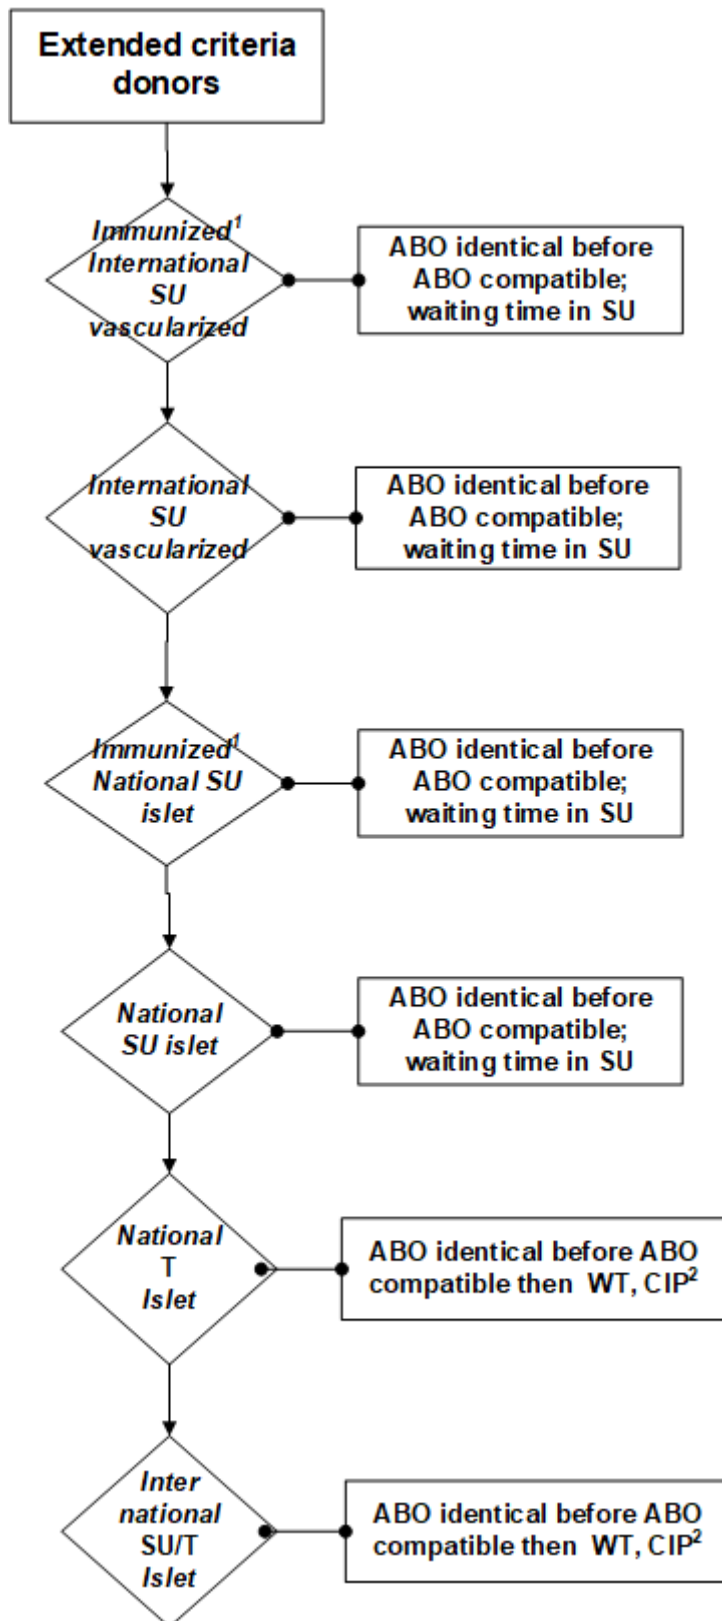 Extended criteria
donors
Immunized¹
International
SU
vascularized
ABO identical before
ABO compatible;
waiting time in SU
International
SU
vascularized
ABO identical before
ABO compatible;
waiting time in SU
Immunized¹
National SU
islet
ABO identical before
ABO compatible;
waiting time in SU
National
SU islet
ABO identical before
ABO compatible;
waiting time in SU
National
T
Islet
ABO identical before ABO
compatible then WT, CIP²
Inter
national
SU/T
Islet
ABO identical before ABO
compatible then WT, CIP²